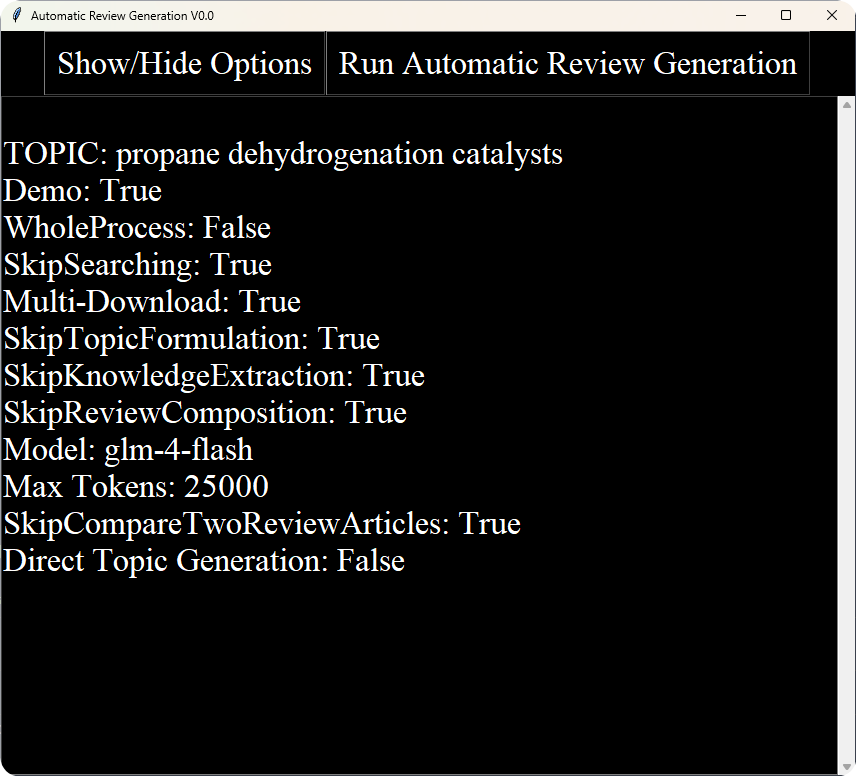 Automatic Review Generation V0.0
Show/Hide Options
Run Automatic Review Generation
TOPIC: propane dehydrogenation catalysts
Demo: True
WholeProcess: False
SkipSearching: True
Multi-Download: True
SkipTopicFormulation: True
SkipKnowledgeExtraction: True
SkipReviewComposition: True
Model: glm-4-flash
Max Tokens: 25000
SkipCompareTwoReviewArticles: True
Direct Topic Generation: False